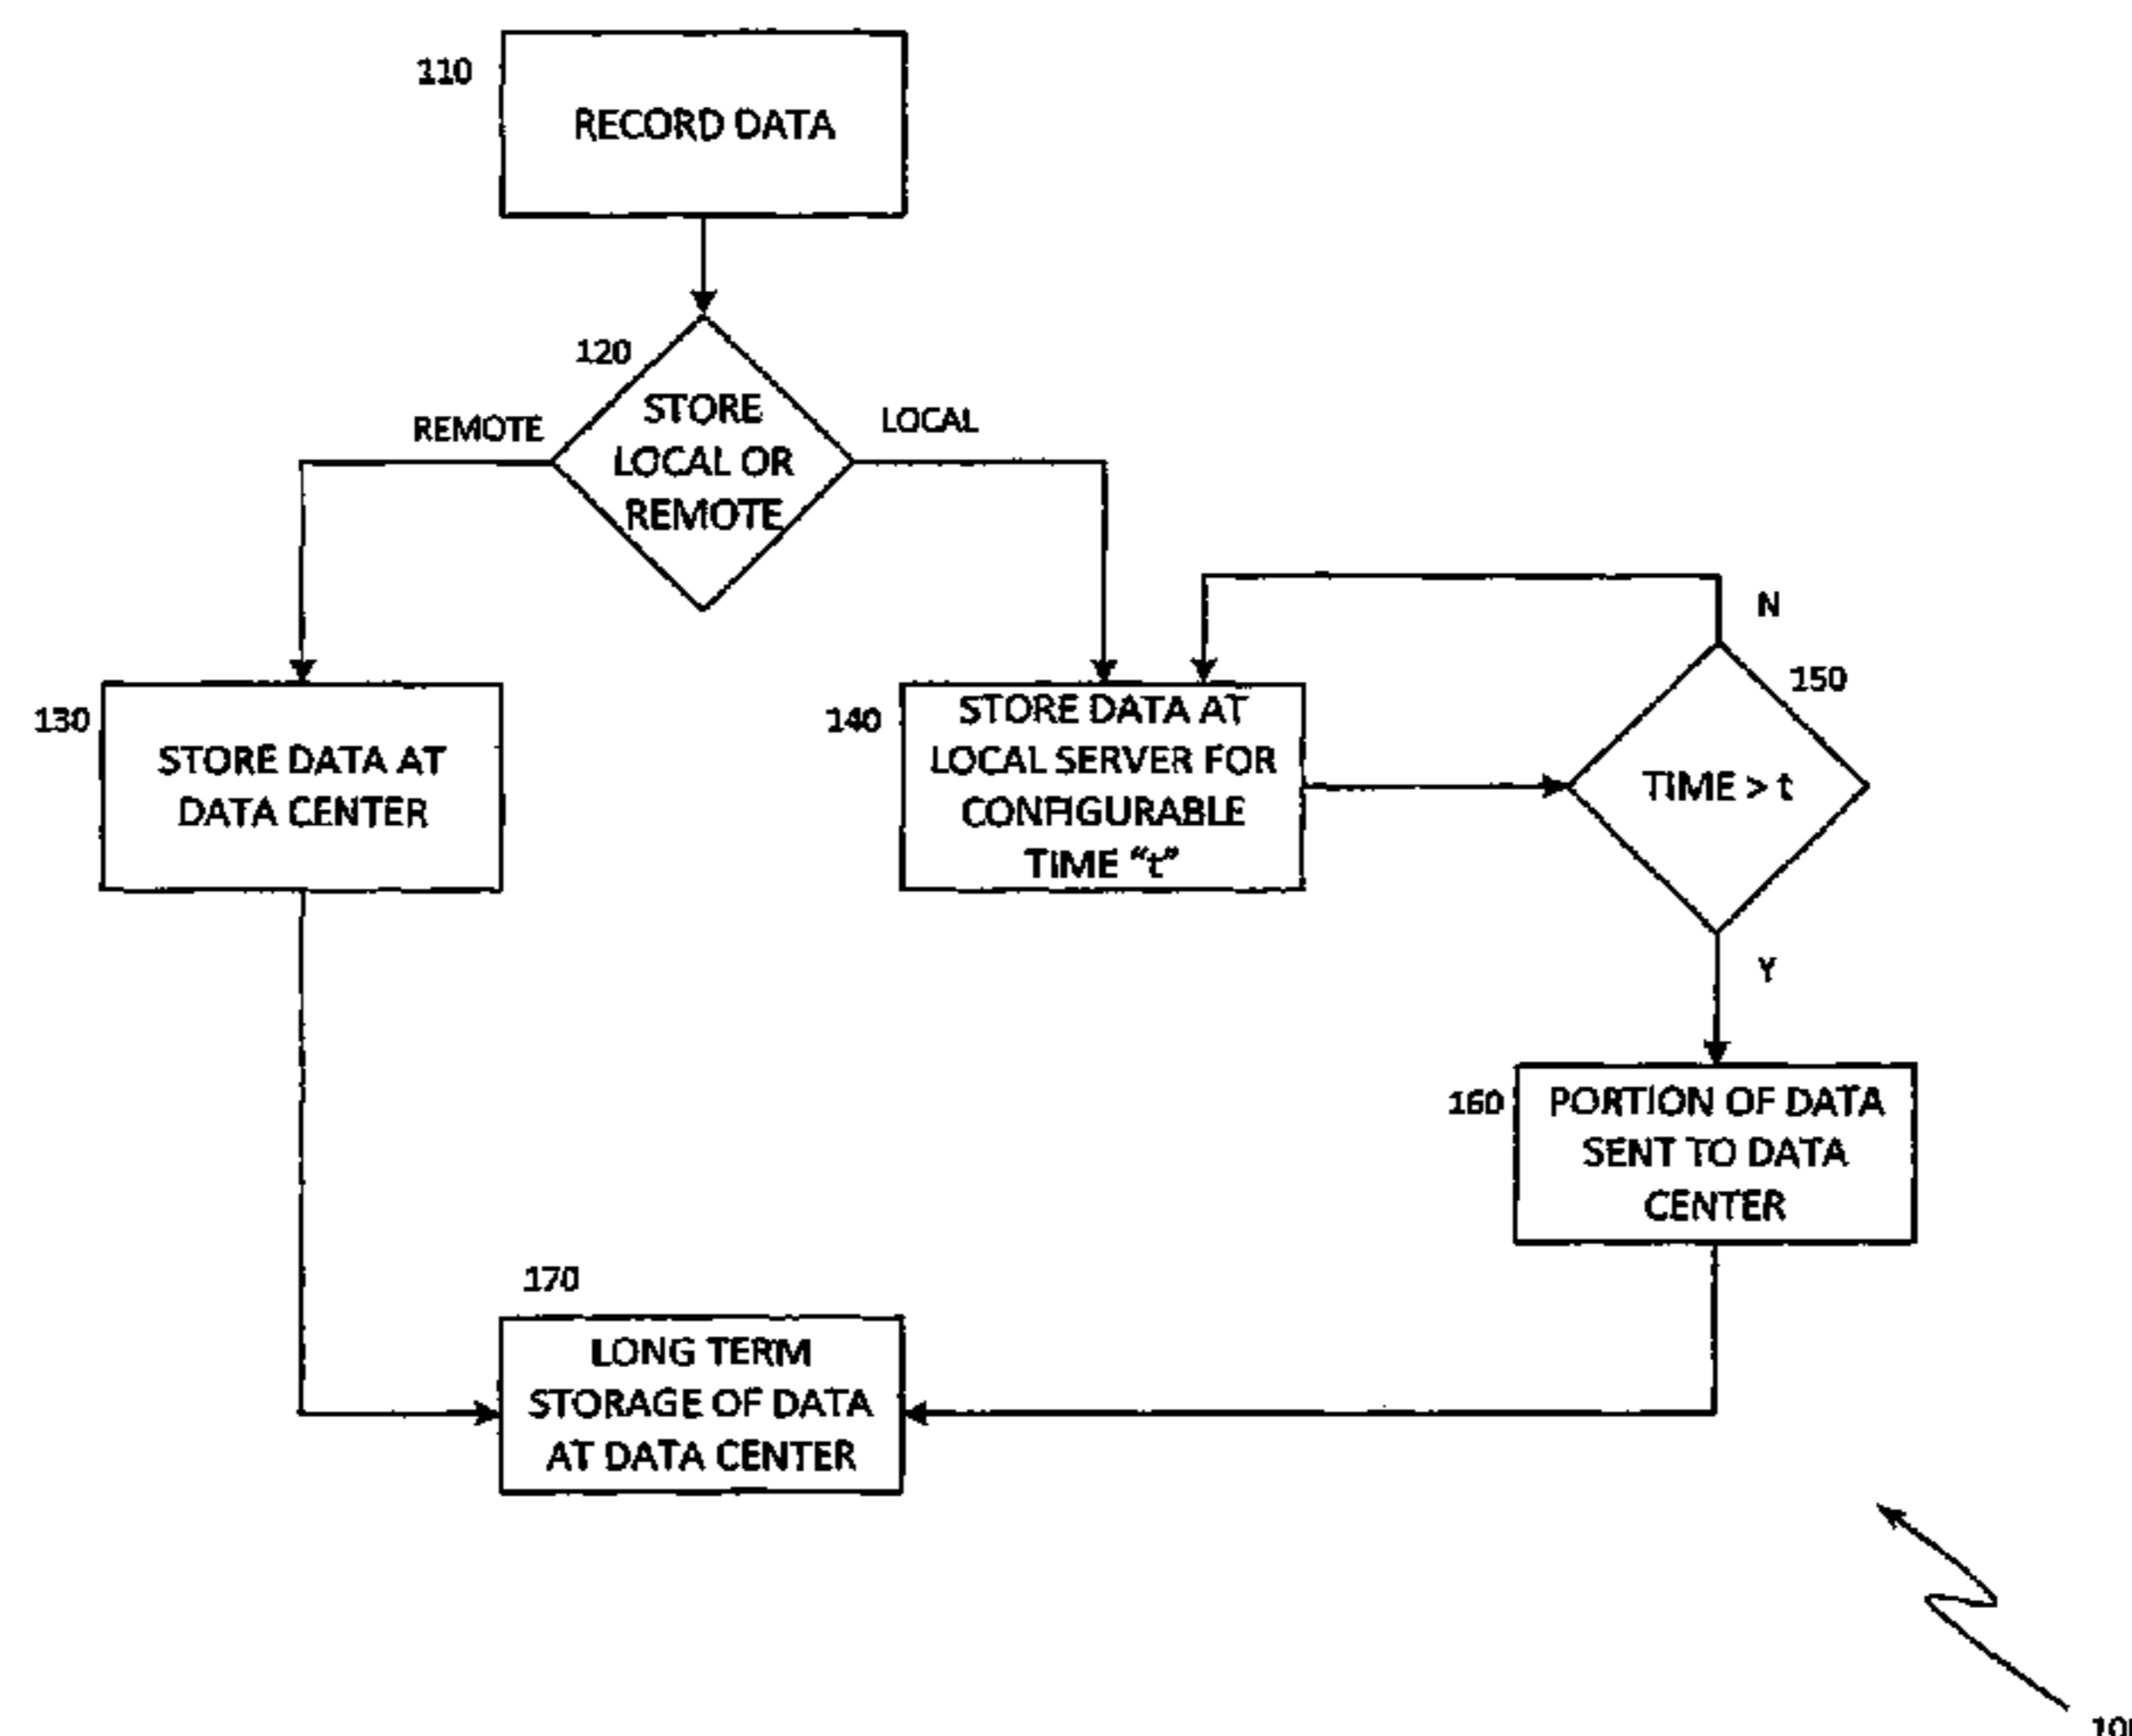 110
RECORD DATA
120
STORE
LOCAL OR
REMOTE
REMOTE
LOCAL
N
150
130
STORE DATA AT
DATA CENTER
140
STORE DATA AT
LOCAL SERVER FOR
CONFIGURABLE
TIME “t”
TIME > t
Y
160
PORTION OF DATA
SENT TO DATA
CENTER
170
LONG TERM
STORAGE OF DATA
AT DATA CENTER